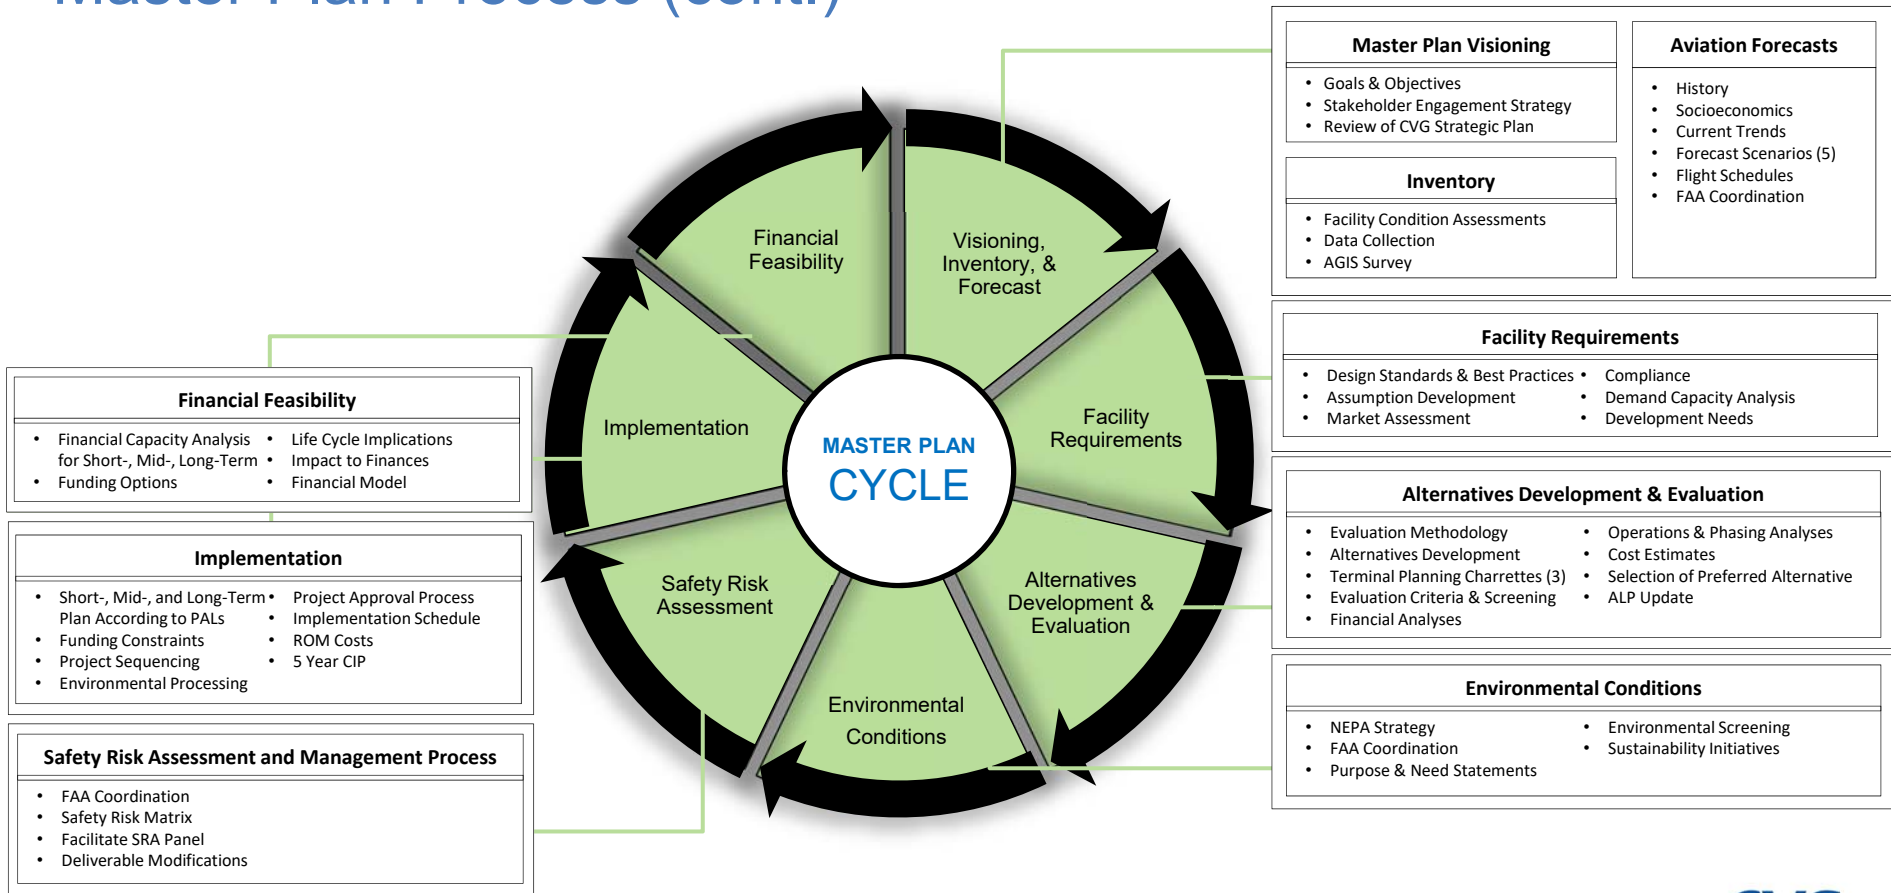 Master Plan Process (cont.)
Master Plan Visioning
• Goals & Objectives
• Stakeholder Engagement Strategy
• Review of CVG Strategic Plan
Inventory
• Facility Condition Assessments
• Data Collection
• AGIS Survey
Aviation Forecasts
• History
• Socioeconomics
• Current Trends
• Forecast Scenarios (5)
• Flight Schedules
• FAA Coordination
Financial
Feasibility
Visioning,
Inventory, &
Forecast
Facility
Requirements
Alternatives
Development &
Evaluation
Environmental
Conditions
Safety Risk
Assessment
Implementation
MASTER PLAN
CYCLE
Facility Requirements
• Design Standards & Best Practices
• Assumption Development
• Market Assessment
• Compliance
• Demand Capacity Analysis
• Development Needs
Alternatives Development & Evaluation
• Evaluation Methodology
• Alternatives Development
• Terminal Planning Charrettes (3)
• Evaluation Criteria & Screening
• Financial Analyses
• Operations & Phasing Analyses
• Cost Estimates
• Selection of Preferred Alternative
• ALP Update
Environmental Conditions
• NEPA Strategy
• FAA Coordination
• Purpose & Need Statements
• Environmental Screening
• Sustainability Initiatives
Financial Feasibility
• Financial Capacity Analysis
for Short-, Mid-, Long-Term
• Funding Options
• Life Cycle Implications
• Impact to Finances
• Financial Model
Implementation
• Short-, Mid-, and Long-Term
Plan According to PALs
• Funding Constraints
• Project Sequencing
• Environmental Processing
• Project Approval Process
• Implementation Schedule
• ROM Costs
• 5 Year CIP
Safety Risk Assessment and Management Process
• FAA Coordination
• Safety Risk Matrix
• Facilitate SRA Panel
• Deliverable Modifications